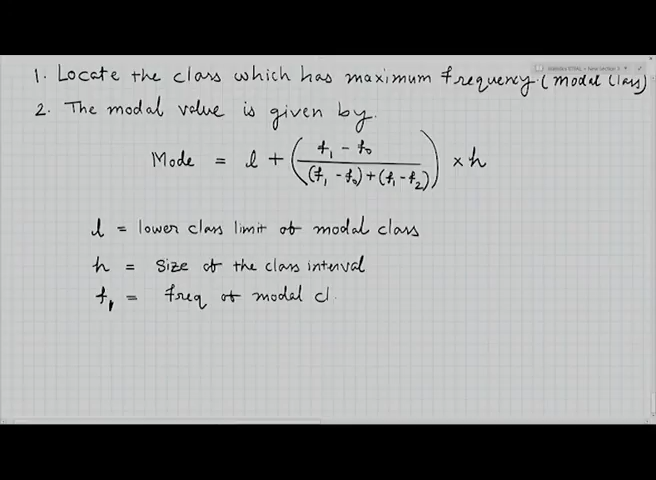 1. Locate the class which has maximum frequency. (modal class)
2. The modal value is given by.
Mode = l + ( f₁ - f₀ / (f₁ - f₀) + (f₁ - f₂) ) × h
l = lower class limit of modal class
h = size of the class interval
f₁ = freq of modal cl